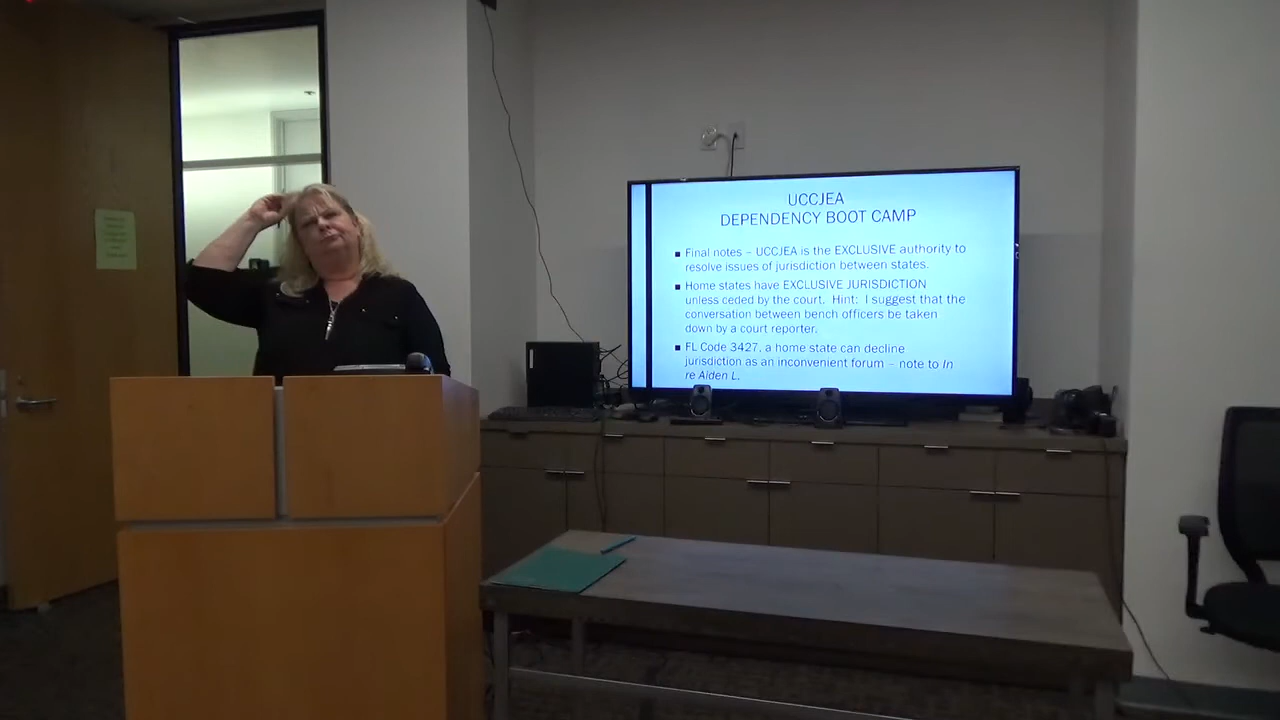 UCCJEA
DEPENDENCY BOOT CAMP
■ Final notes – UCCJEA is the EXCLUSIVE authority to
resolve issues of jurisdiction between states.
■ Home states have EXCLUSIVE JURISDICTION
unless ceded by the court. Hint: I suggest that the
conversation between bench officers be taken
down by a court reporter.
■ FL Code 3427, a home state can decline
jurisdiction as an inconvenient forum – note to In
re Aiden L.